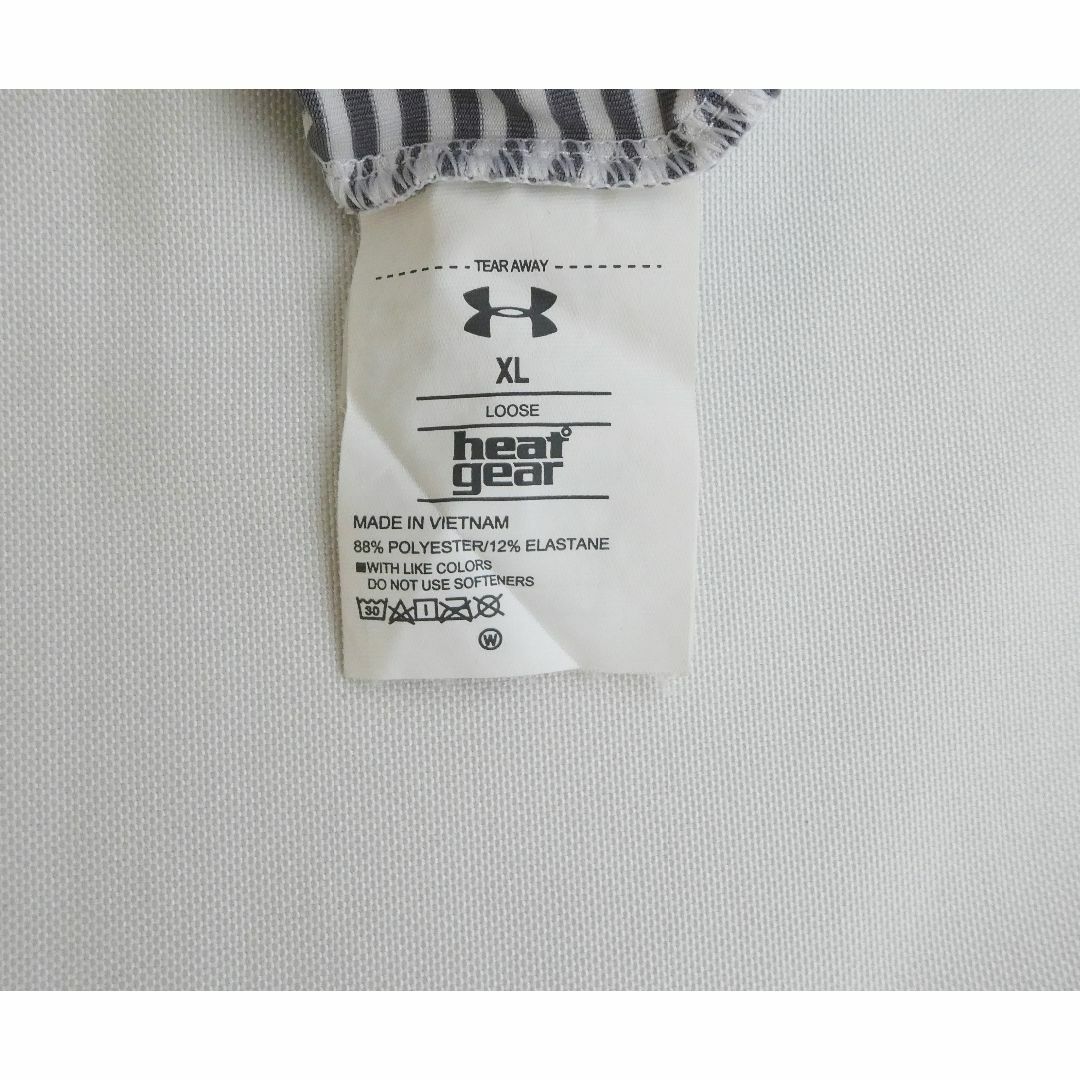 TEAR AWAY
XL
LOOSE
heat
gear
MADE IN VIETNAM
88% POLYESTER/12% ELASTANE
■WITH LIKE COLORS
DO NOT USE SOFTENERS
30
W